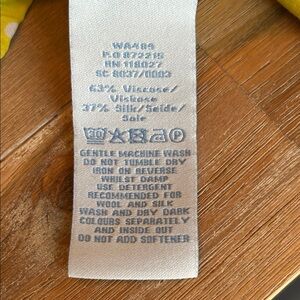 WA484
P.O 872215
RN 118027
SC 8037/0003
63% Viscose/
Viskose
37% Silk/Seide/
Soie
30 P
GENTLE MACHINE WASH
DO NOT TUMBLE DRY
IRON ON REVERSE
WHILST DAMP
USE DETERGENT
RECOMMENDED FOR
WOOL AND SILK
WASH AND DRY DARK
COLOURS SEPARATELY
AND INSIDE OUT
DO NOT ADD SOFTENER